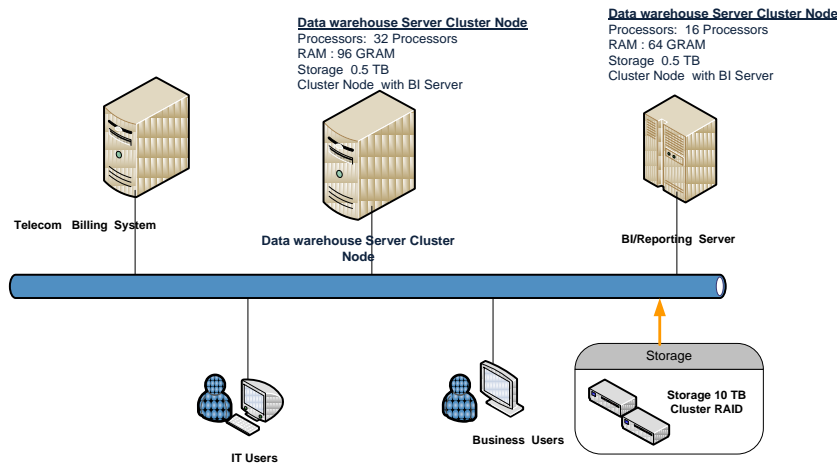 Data warehouse Server Cluster Node
Processors: 32 Processors
RAM : 96 GRAM
Storage 0.5 TB
Cluster Node with BI Server
Data warehouse Server Cluster Node
Processors: 16 Processors
RAM : 64 GRAM
Storage 0.5 TB
Cluster Node with BI Server
Telecom Billing System
Data warehouse Server Cluster
Node
BI/Reporting Server
IT Users
Business Users
Storage
Storage 10 TB
Cluster RAID